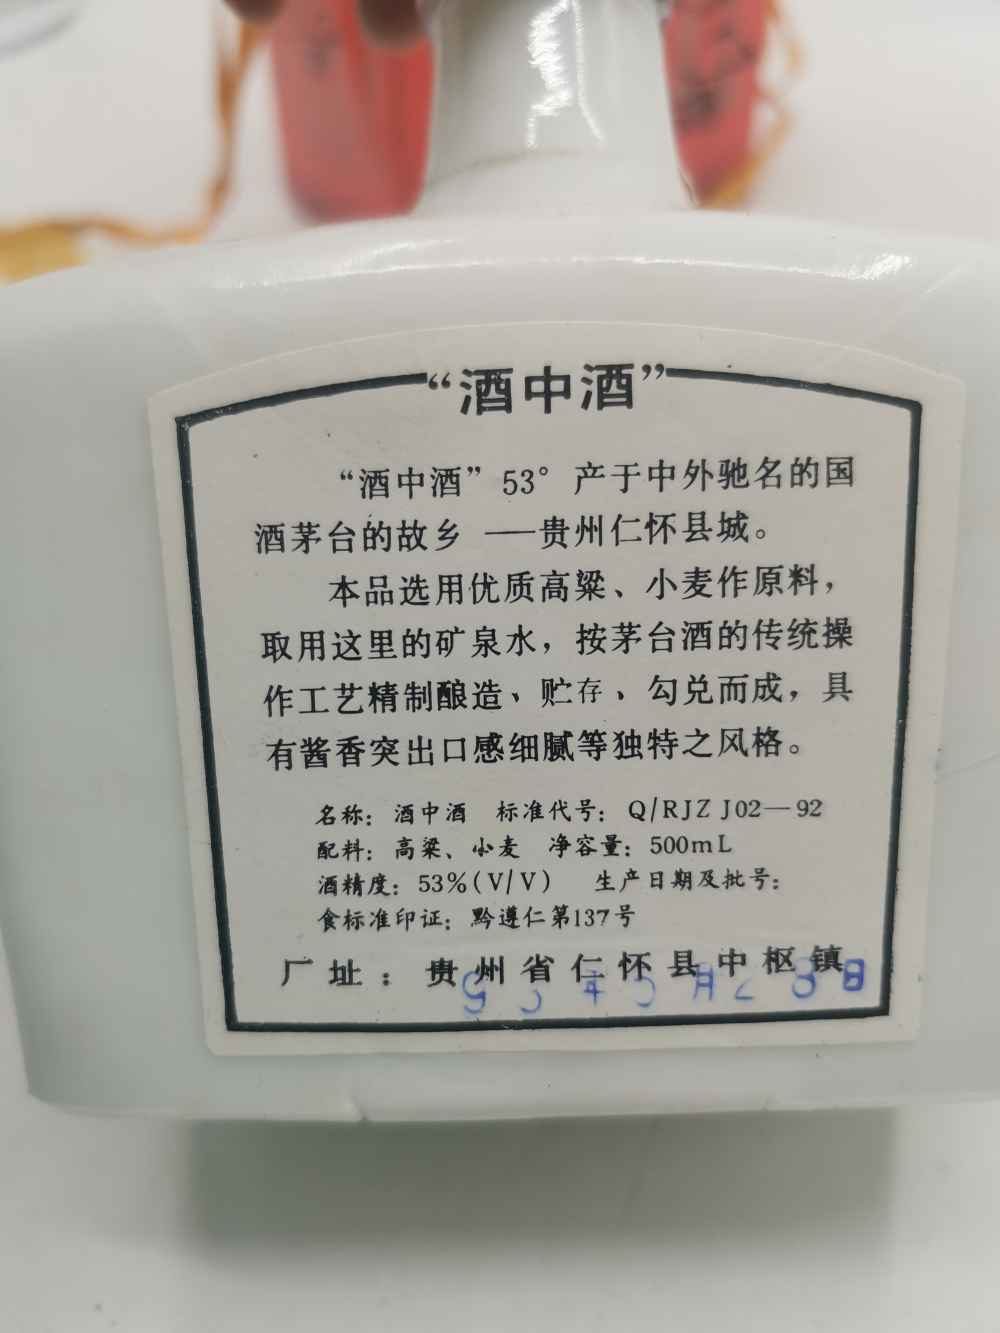 “酒中酒”
“酒中酒”53°产于中外驰名的国
酒茅台的故乡 ——贵州仁怀县城。
本品选用优质高粱、小麦作原料，
取用这里的矿泉水，按茅台酒的传统操
作工艺精制酿造、贮存、勾兑而成，具
有酱香突出口感细腻等独特之风格。
名称：酒中酒 标准代号：Q/RJZ J02—92
配料：高粱、小麦 净容量：500mL
酒精度：53%(V/V) 生产日期及批号：
食标准印证：黔遵仁第137号
厂址：贵州省仁怀县中枢镇